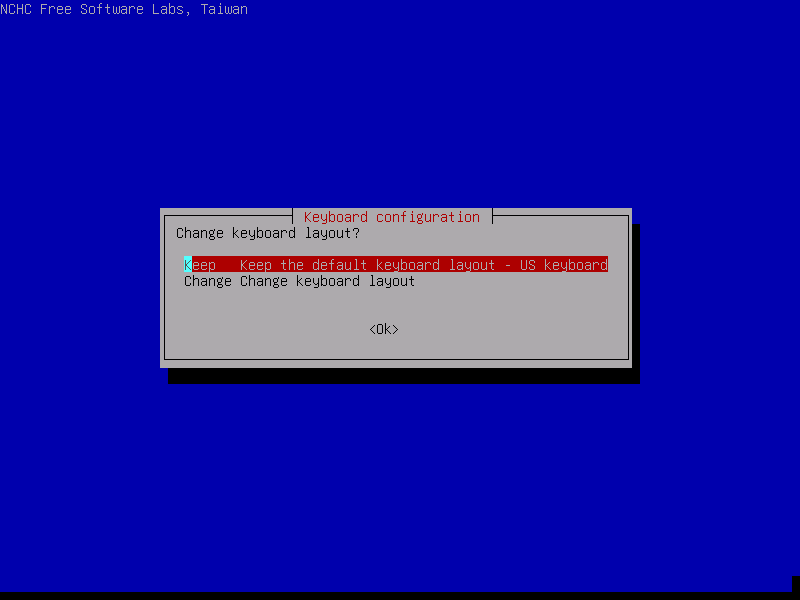 NCHC Free Software Labs, Taiwan
Keyboard configuration
Change keyboard layout?
Keep Keep the default keyboard layout - US keyboard
Change Change keyboard layout
<Ok>